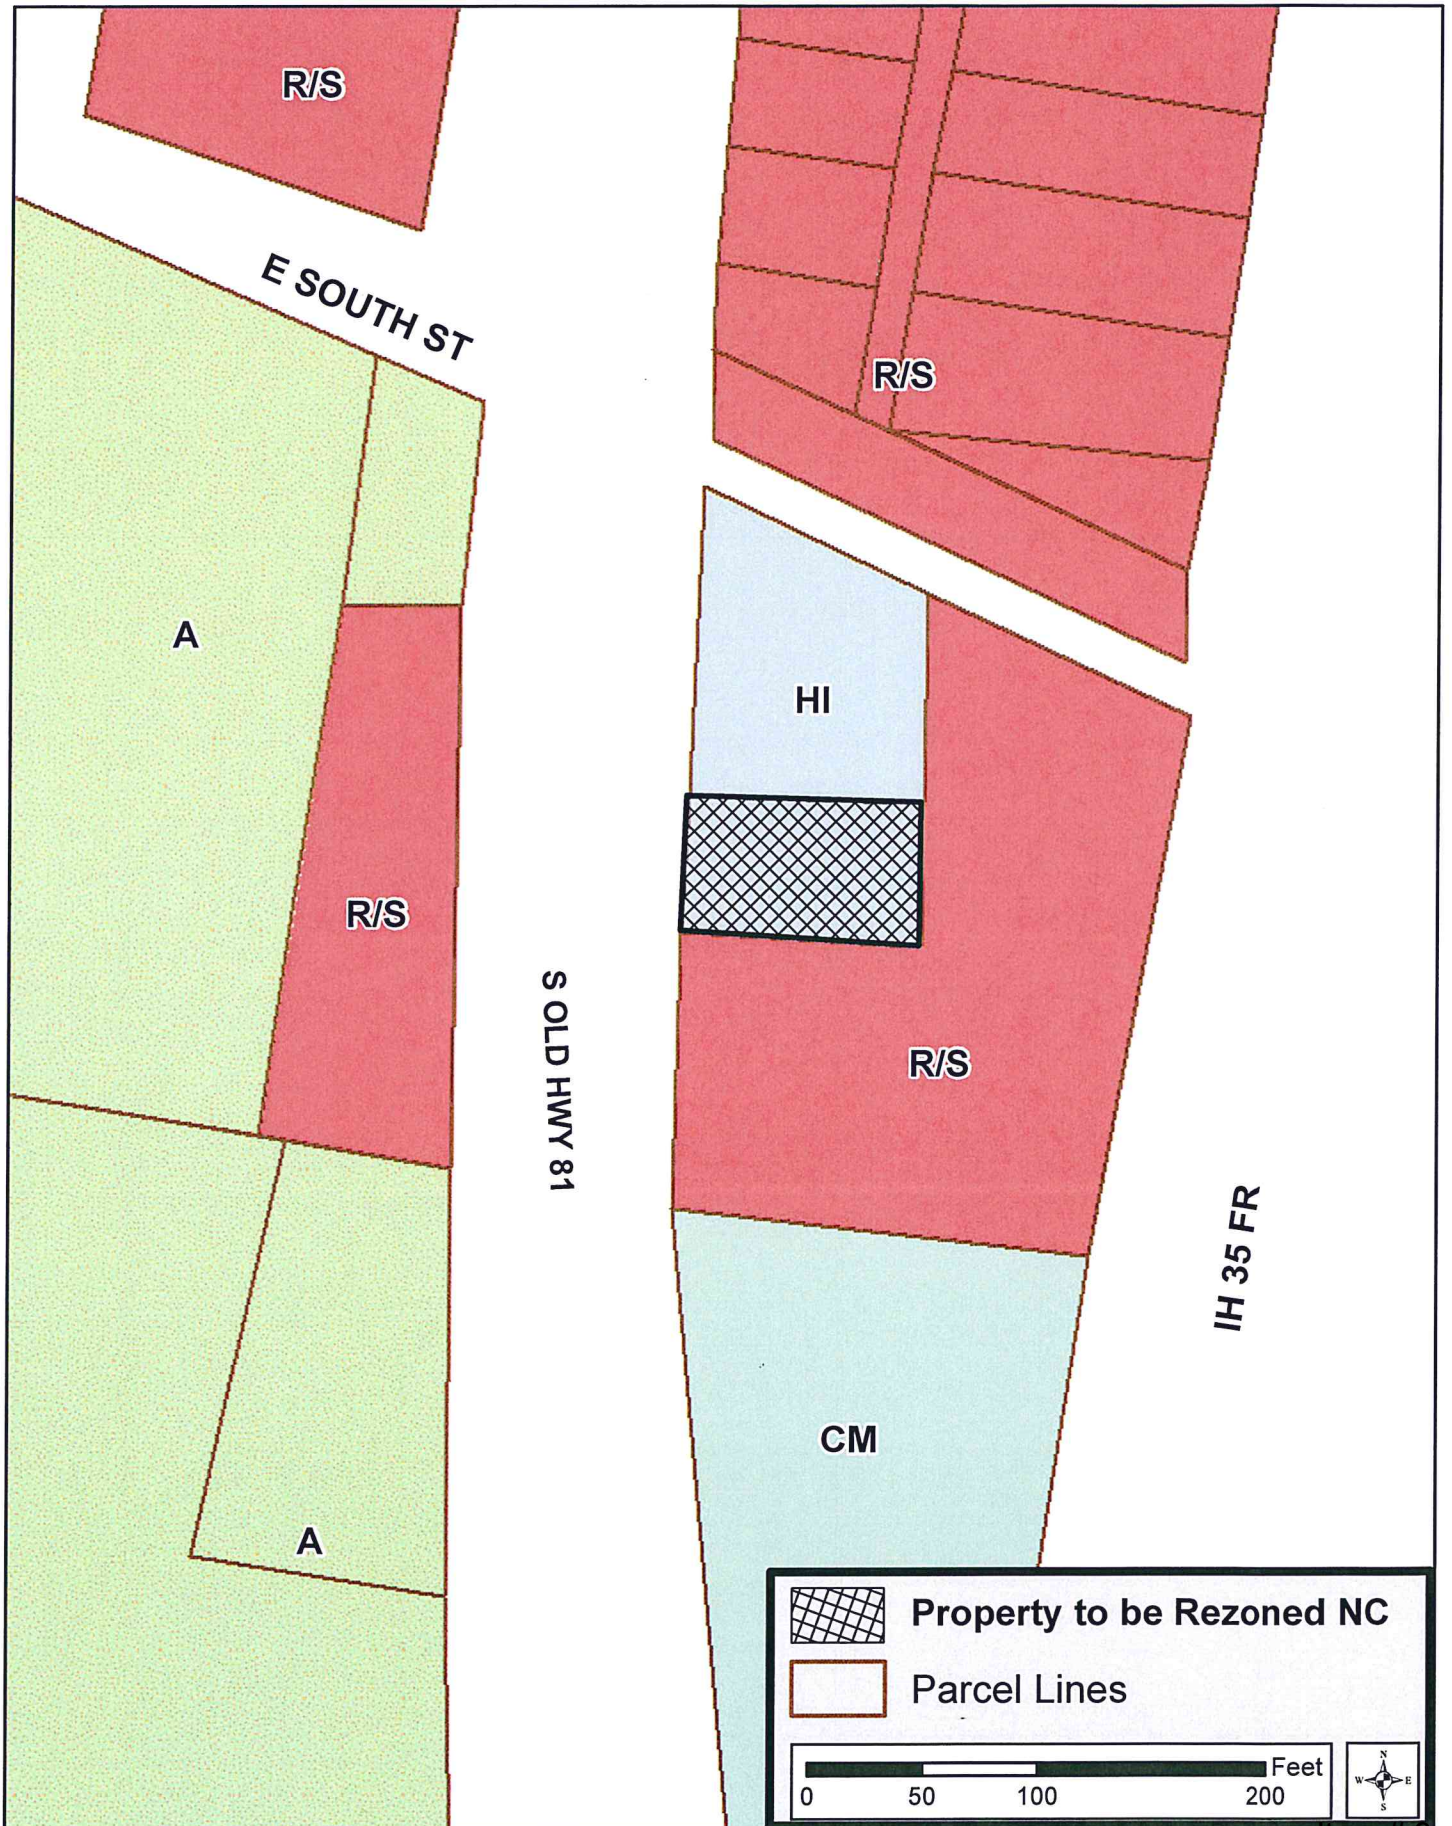 R/S
E SOUTH ST
R/S
A
HI
R/S
S OLD HWY 81
R/S
IH 35 FR
CM
A
Property to be Rezoned NC
Parcel Lines
Feet
0 50 100 200
N
W E
S